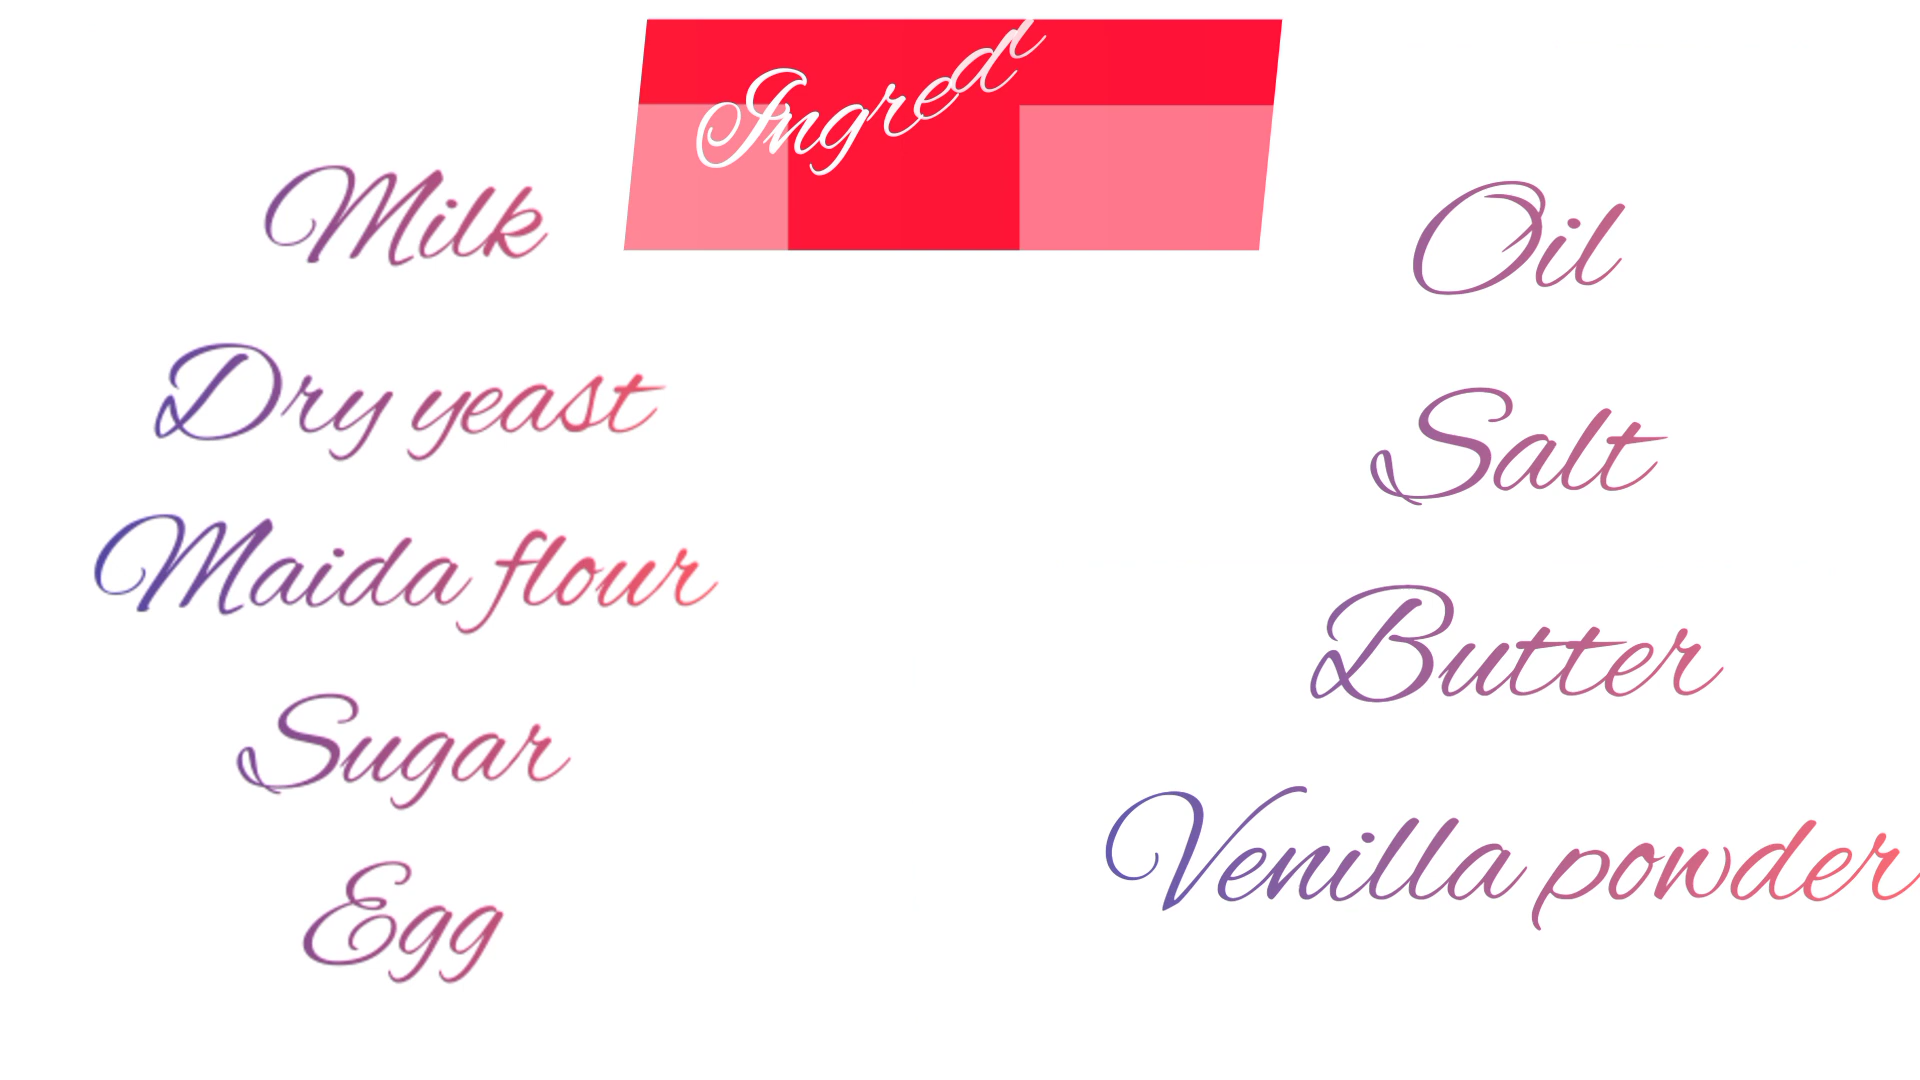 Ingred
Milk
Dry yeast
Maida flour
Sugar
Egg
Oil
Salt
Butter
Venilla powder